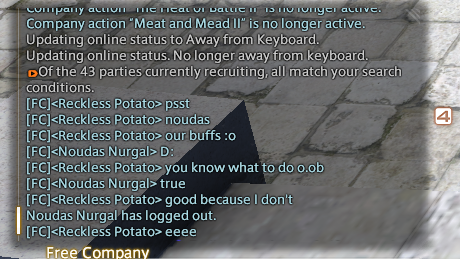 Company action "The Heat of Battle II" is no longer active.
Company action "Meat and Mead II" is no longer active.
Updating online status to Away from Keyboard.
Updating online status. No longer away from keyboard.
Of the 43 parties currently recruiting, all match your search
conditions.
[FC]<Reckless Potato> psst
[FC]<Reckless Potato> noudas
[FC]<Reckless Potato> our buffs :o
[FC]<Noudas Nurgal> D:
[FC]<Reckless Potato> you know what to do o.ob
[FC]<Noudas Nurgal> true
[FC]<Reckless Potato> good because I don't
Noudas Nurgal has logged out.
[FC]<Reckless Potato> eeee
Free Company
4